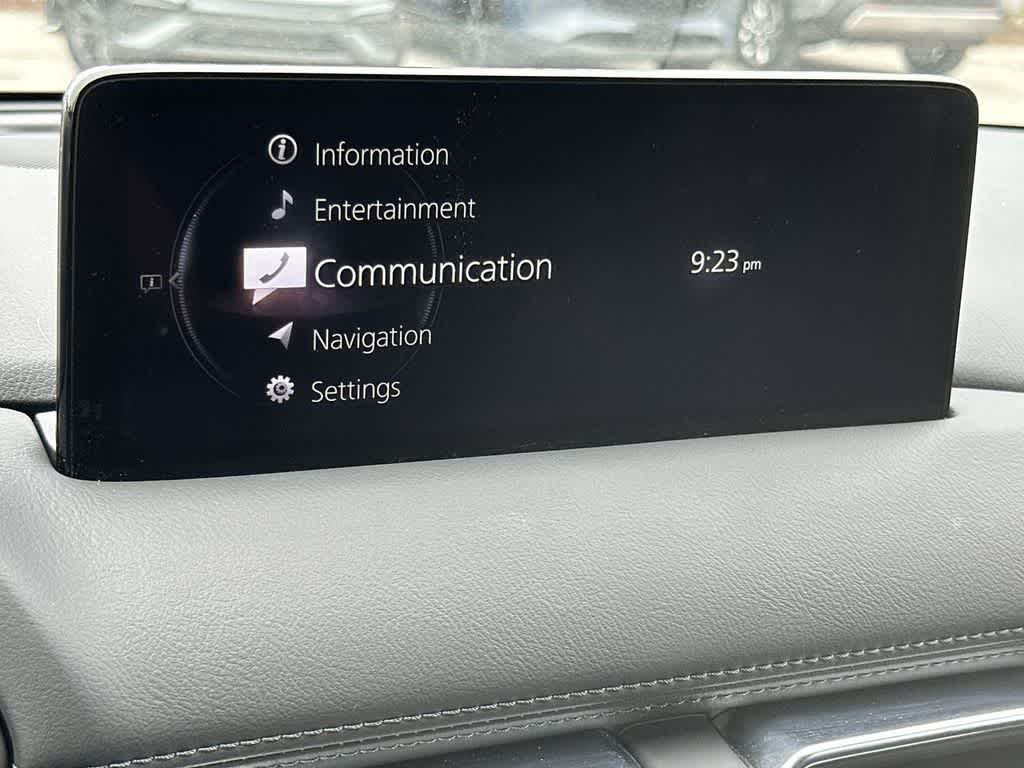 Information
Entertainment
Communication
9:23 pm
Navigation
Settings